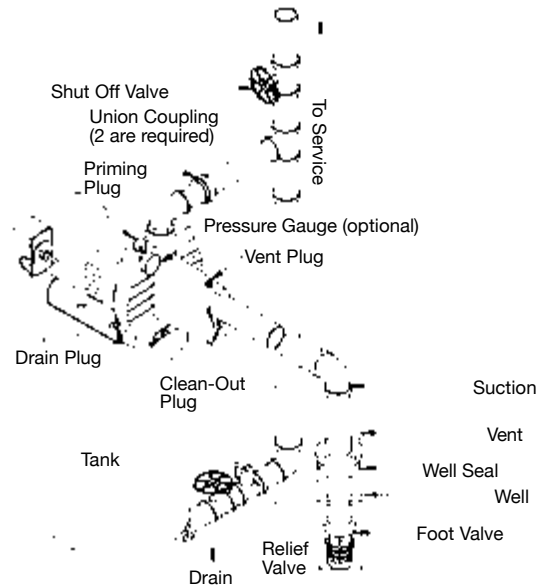 Shut Off Valve
Union Coupling
(2 are required)
To Service
Priming
Plug
Pressure Gauge (optional)
Vent Plug
Drain Plug
Clean-Out
Plug
Suction
Vent
Tank
Well Seal
Well
Foot Valve
Relief
Valve
Drain